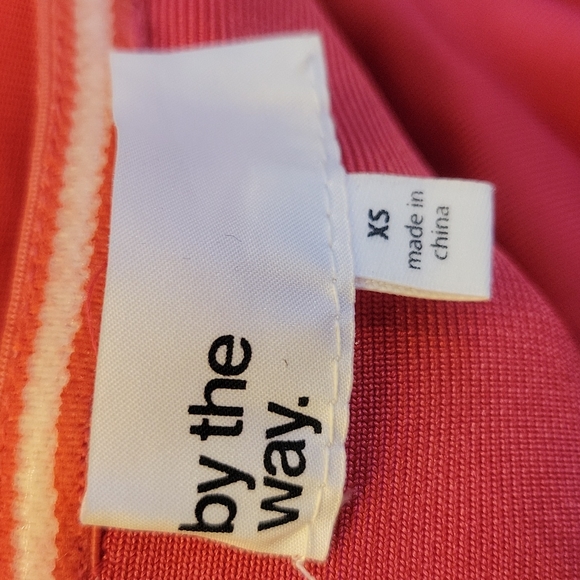 by the
way.
XS
made in
china